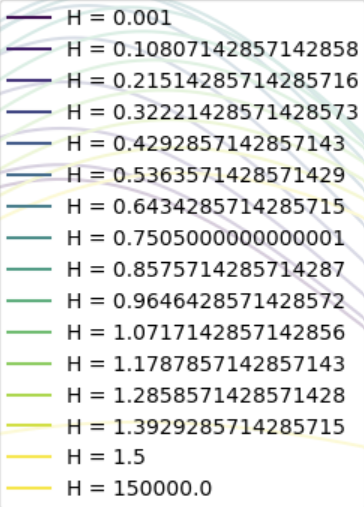 H = 0.001
H = 0.10807142857142858
H = 0.21514285714285716
H = 0.32221428571428573
H = 0.4292857142857143
H = 0.5363571428571429
H = 0.6434285714285715
H = 0.7505000000000001
H = 0.8575714285714287
H = 0.9646428571428572
H = 1.0717142857142856
H = 1.1787857142857143
H = 1.2858571428571428
H = 1.3929285714285715
H = 1.5
H = 150000.0